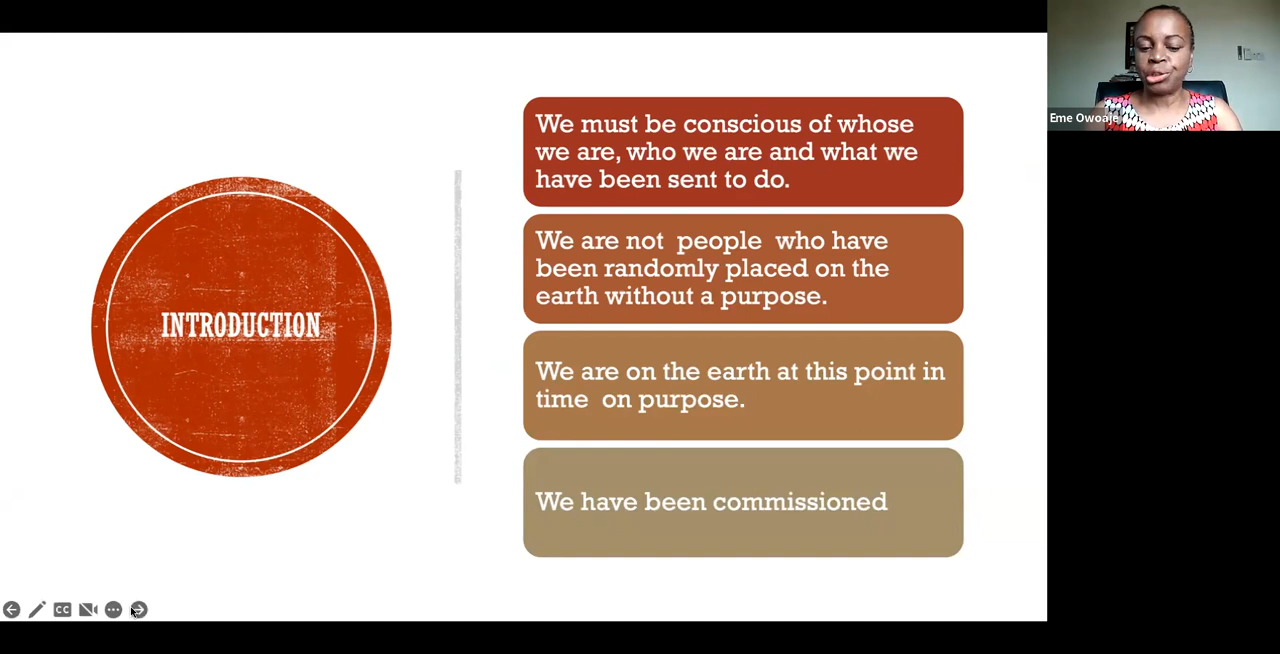 INTRODUCTION
We must be conscious of whose
we are, who we are and what we
have been sent to do.
We are not people who have
been randomly placed on the
earth without a purpose.
We are on the earth at this point in
time on purpose.
We have been commissioned
Eme Owoaje
CC